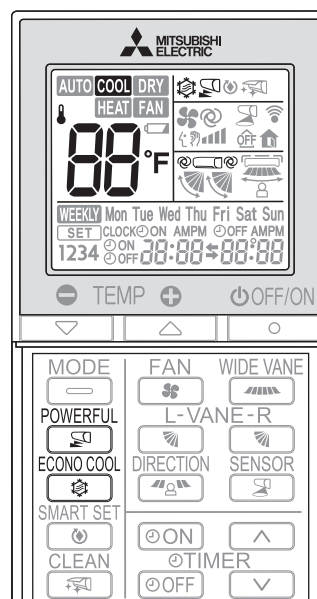 MITSUBISHI
ELECTRIC
AUTO COOL DRY
HEAT FAN
OFF
88°F
WEEKLY Mon Tue Wed Thu Fri Sat Sun
SET CLOCK ON AMPM OFF AMPM
1234 ON OFF 88:88 88:88
TEMP OFF/ON
MODE FAN WIDE VANE
POWERFUL L-VANE-R
ECONO COOL DIRECTION SENSOR
SMART SET
ON
CLEAN TIMER
OFF